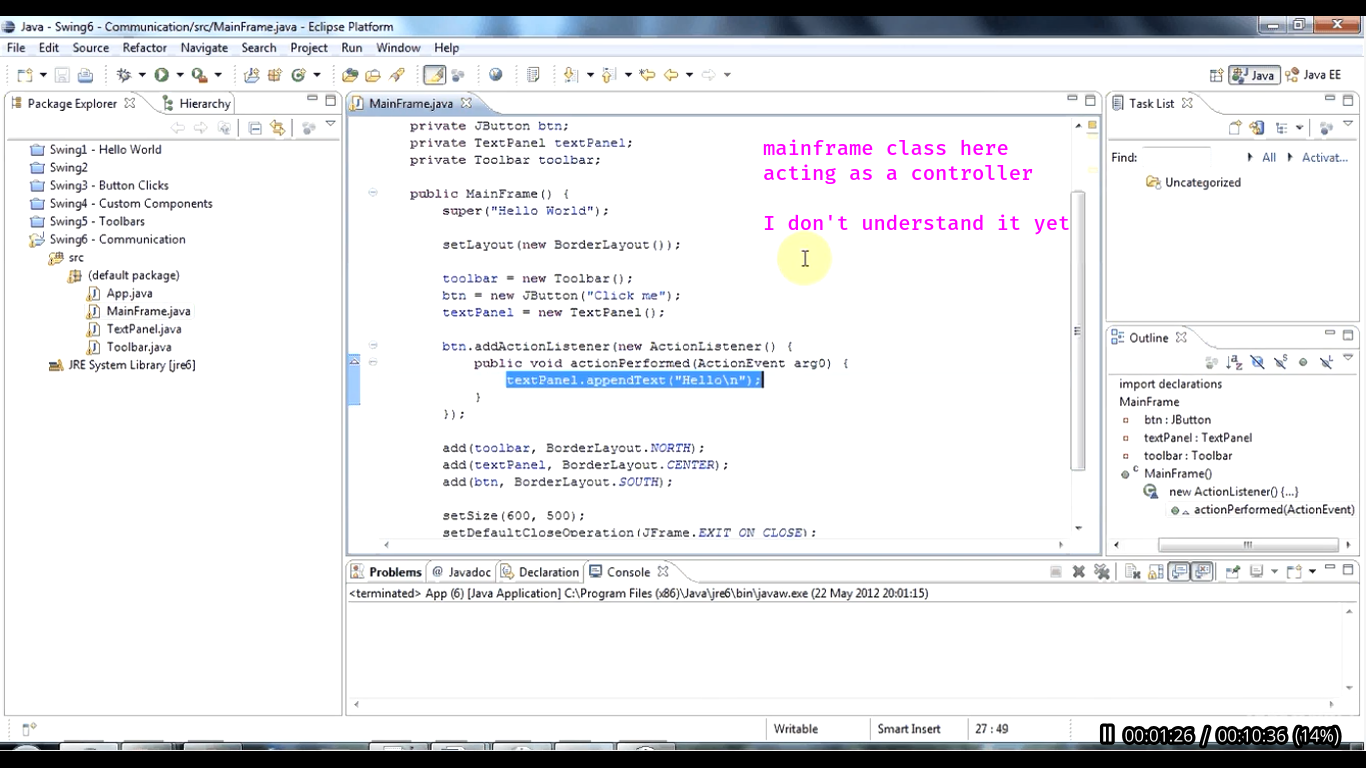 Java - Swing6 - Communication/src/MainFrame.java - Eclipse Platform
File Edit Source Refactor Navigate Search Project Run Window Help
Java Java EE
Package Explorer Hierarchy
Swing1 - Hello World
Swing2
Swing3 - Button Clicks
Swing4 - Custom Components
Swing5 - Toolbars
Swing6 - Communication
src
(default package)
App.java
MainFrame.java
TextPanel.java
Toolbar.java
JRE System Library [jre6]
MainFrame.java
private JButton btn;
private TextPanel textPanel;
private Toolbar toolbar;
public MainFrame() {
super("Hello World");
setLayout(new BorderLayout());
toolbar = new Toolbar();
btn = new JButton("Click me");
textPanel = new TextPanel();
btn.addActionListener(new ActionListener() {
public void actionPerformed(ActionEvent arg0) {
textPanel.appendText("Hello\n");
}
});
add(toolbar, BorderLayout.NORTH);
add(textPanel, BorderLayout.CENTER);
add(btn, BorderLayout.SOUTH);
setSize(600, 500);
setDefaultCloseOperation(JFrame.EXIT_ON_CLOSE);
mainframe class here
acting as a controller
I don't understand it yet
Task List
Find: All Activat...
Uncategorized
Outline
import declarations
MainFrame
btn : JButton
textPanel : TextPanel
toolbar : Toolbar
MainFrame()
new ActionListener() {...}
actionPerformed(ActionEvent)
Problems @ Javadoc Declaration Console
<terminated> App (6) [Java Application] C:\Program Files (x86)\Java\jre6\bin\javaw.exe (22 May 2012 20:01:15)
Writable Smart Insert 27 : 49
00:01:26 / 00:10:36 (14%)